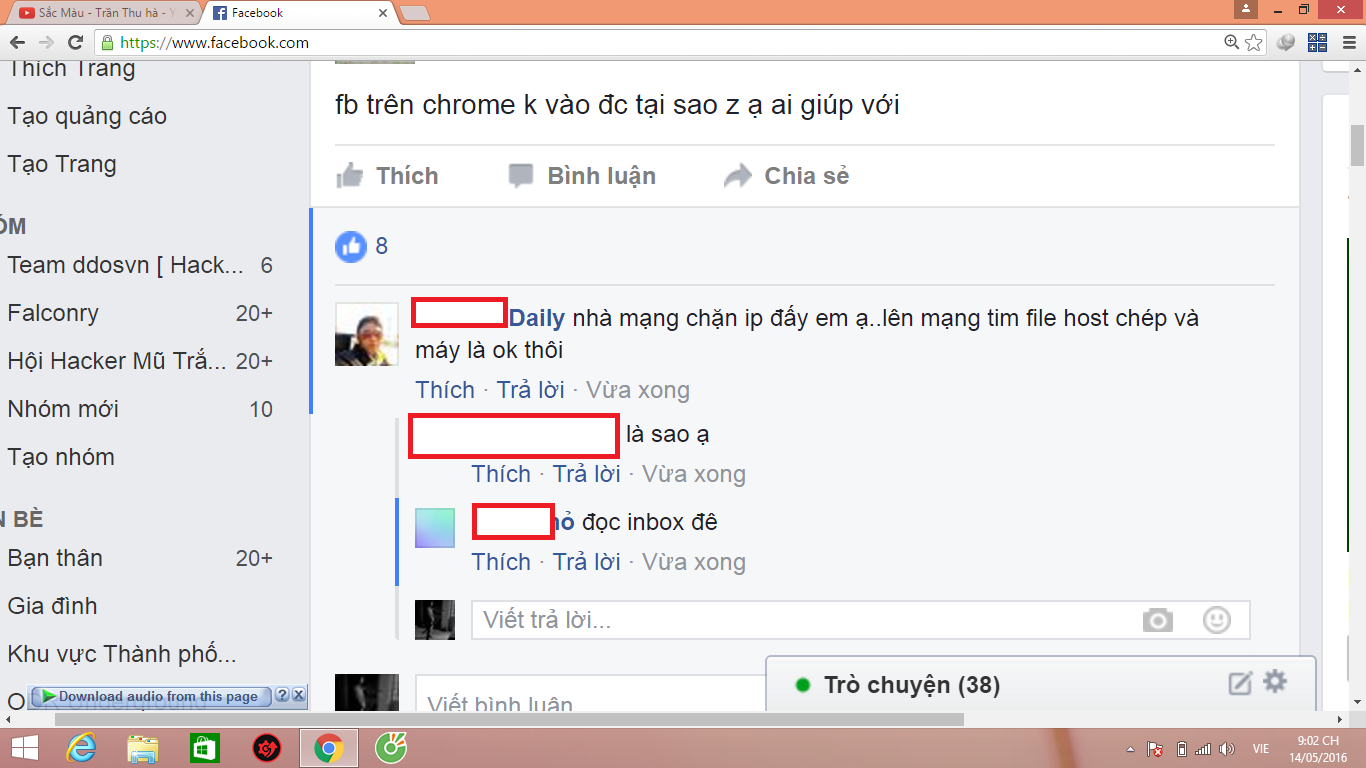 Sắc Màu - Trần Thu hà - Y
Facebook
https://www.facebook.com
Thích Trang
Tạo quảng cáo
Tạo Trang
ÓM
Team ddosvn [ Hack... 6
Falconry 20+
Hội Hacker Mũ Trắ... 20+
Nhóm mới 10
Tạo nhóm
N BÈ
Bạn thân 20+
Gia đình
Khu vực Thành phố...
Download audio from this page
fb trên chrome k vào đc tại sao z ạ ai giúp với
Thích Bình luận Chia sẻ
8
Daily nhà mạng chặn ip đấy em ạ..lên mạng tim file host chép và
máy là ok thôi
Thích · Trả lời · Vừa xong
là sao ạ
Thích · Trả lời · Vừa xong
ỏ đọc inbox đê
Thích · Trả lời · Vừa xong
Viết trả lời...
Viết bình luận
Trò chuyện (38)
VIE
9:02 CH
14/05/2016